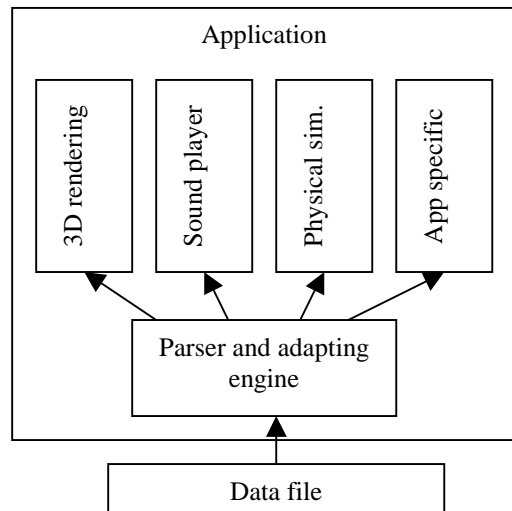 Application
3D rendering
Sound player
Physical sim.
App specific
Parser and adapting
engine
Data file